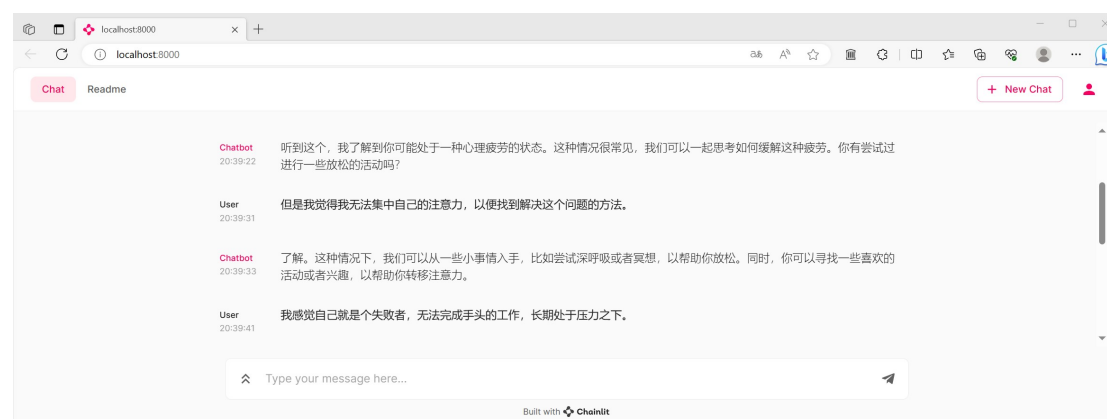 localhost:8000
localhost:8000
Chat
Readme
+ New Chat
Chatbot
20:39:22
听到这个，我了解到你可能处于一种心理疲劳的状态。这种情况很常见，我们可以一起思考如何缓解这种疲劳。你有尝试过
进行一些放松的活动吗？
User
20:39:31
但是我觉得我无法集中自己的注意力，以便找到解决这个问题的方法。
Chatbot
20:39:33
了解。这种情况下，我们可以从一些小事情入手，比如尝试深呼吸或者冥想，以帮助你放松。同时，你可以寻找一些喜欢的
活动或者兴趣，以帮助你转移注意力。
User
20:39:41
我感觉自己就是个失败者，无法完成手头的工作，长期处于压力之下。
Type your message here...
Built with Chainlit